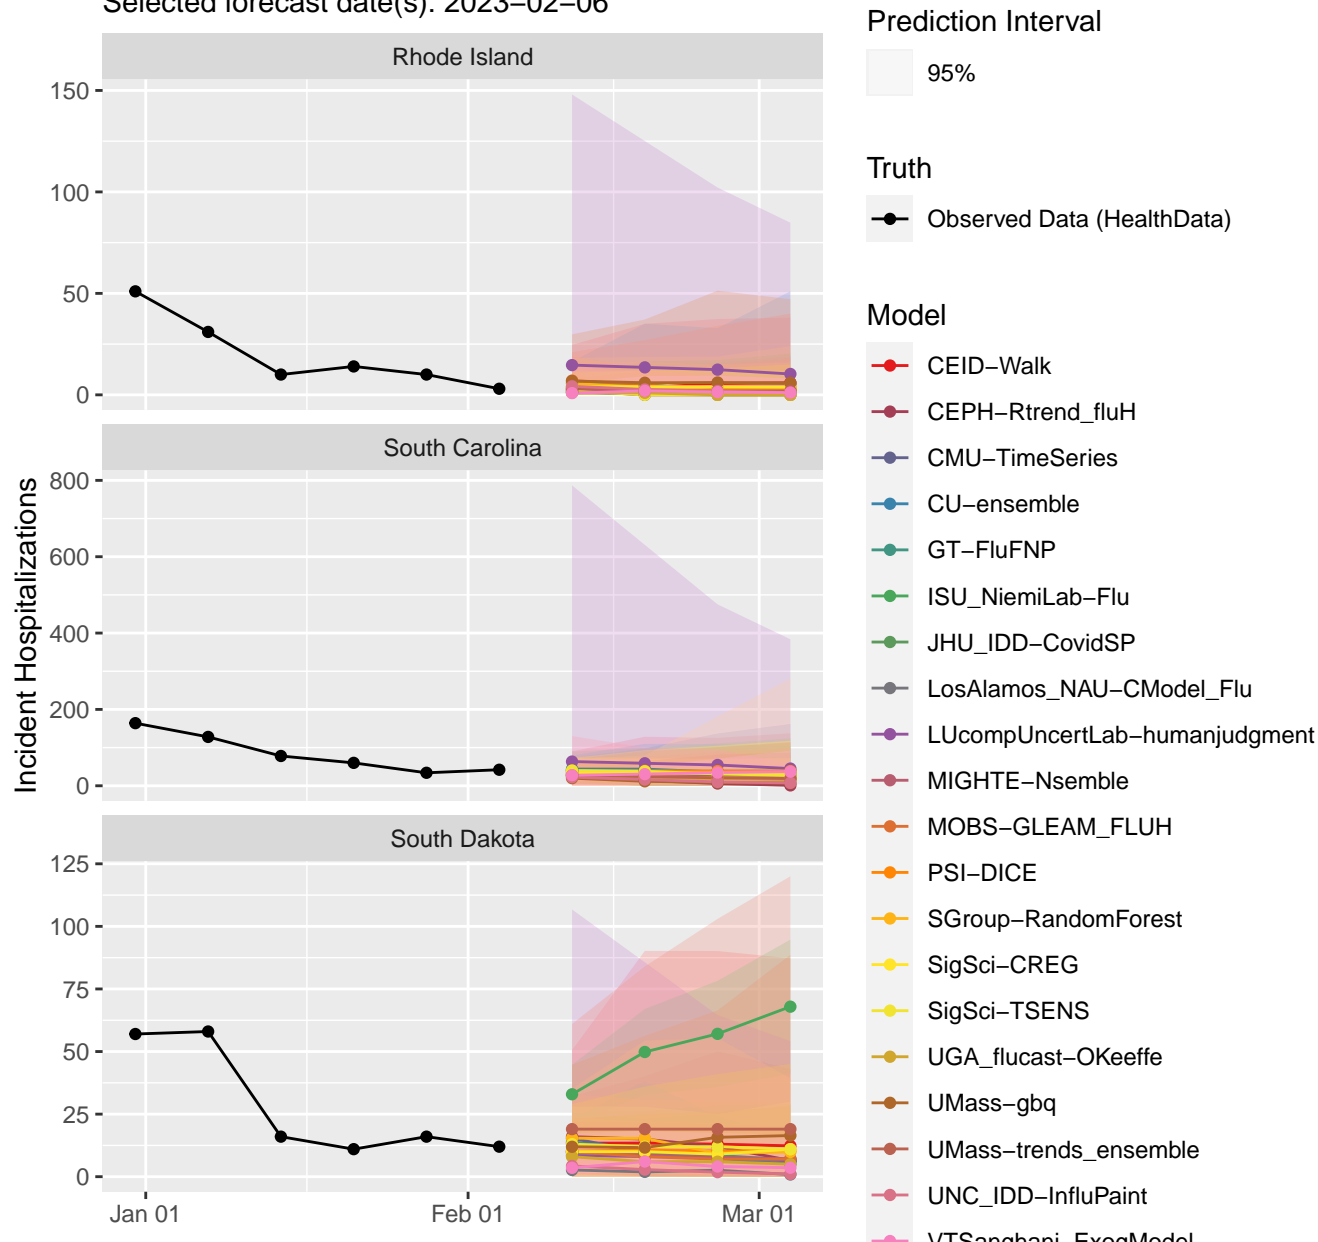 Selected forecast date(s): 2023−02−06
Rhode Island
150
100
50
0
South Carolina
800
600
400
200
0
South Dakota
125
100
75
50
25
0
Jan 01
Feb 01
Mar 01
Incident Hospitalizations
Prediction Interval
95%
Truth
Observed Data (HealthData)
Model
CEID−Walk
CEPH−Rtrend_fluH
CMU−TimeSeries
CU−ensemble
GT−FluFNP
ISU_NiemiLab−Flu
JHU_IDD−CovidSP
LosAlamos_NAU−CModel_Flu
LUcompUncertLab−humanjudgment
MIGHTE−Nsemble
MOBS−GLEAM_FLUH
PSI−DICE
SGroup−RandomForest
SigSci−CREG
SigSci−TSENS
UGA_flucast−OKeeffe
UMass−gbq
UMass−trends_ensemble
UNC_IDD−InfluPaint
VTSanghani−ExogModel